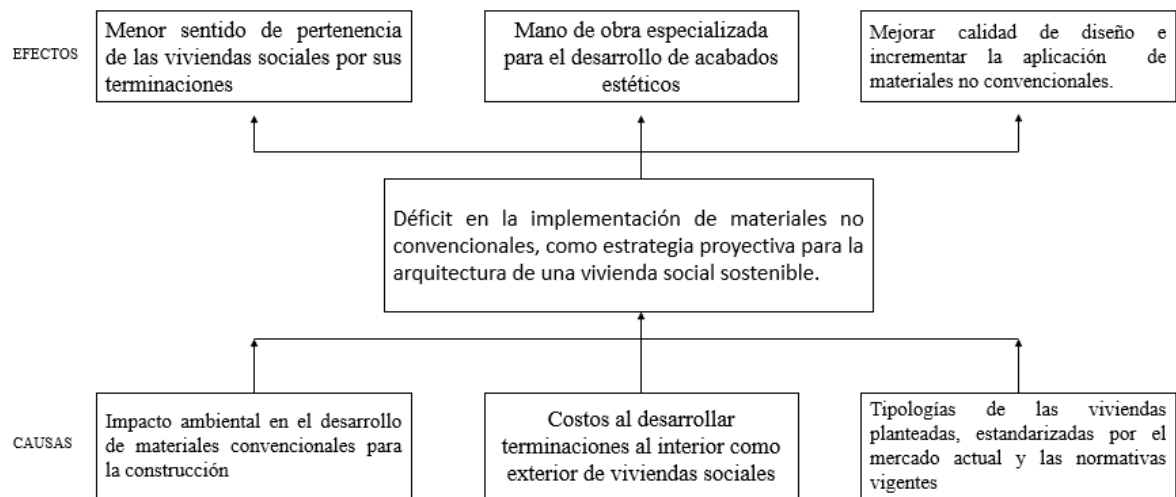 EFECTOS
Menor sentido de pertenencia
de las viviendas sociales por sus
terminaciones
Mano de obra especializada
para el desarrollo de acabados
estéticos
Mejorar calidad de diseño e
incrementar la aplicación de
materiales no convencionales.
Déficit en la implementación de materiales no
convencionales, como estrategia proyectiva para la
arquitectura de una vivienda social sostenible.
CAUSAS
Impacto ambiental en el desarrollo
de materiales convencionales para
la construcción
Costos al desarrollar
terminaciones al interior como
exterior de viviendas sociales
Tipologías de las viviendas
planteadas, estandarizadas por el
mercado actual y las normativas
vigentes